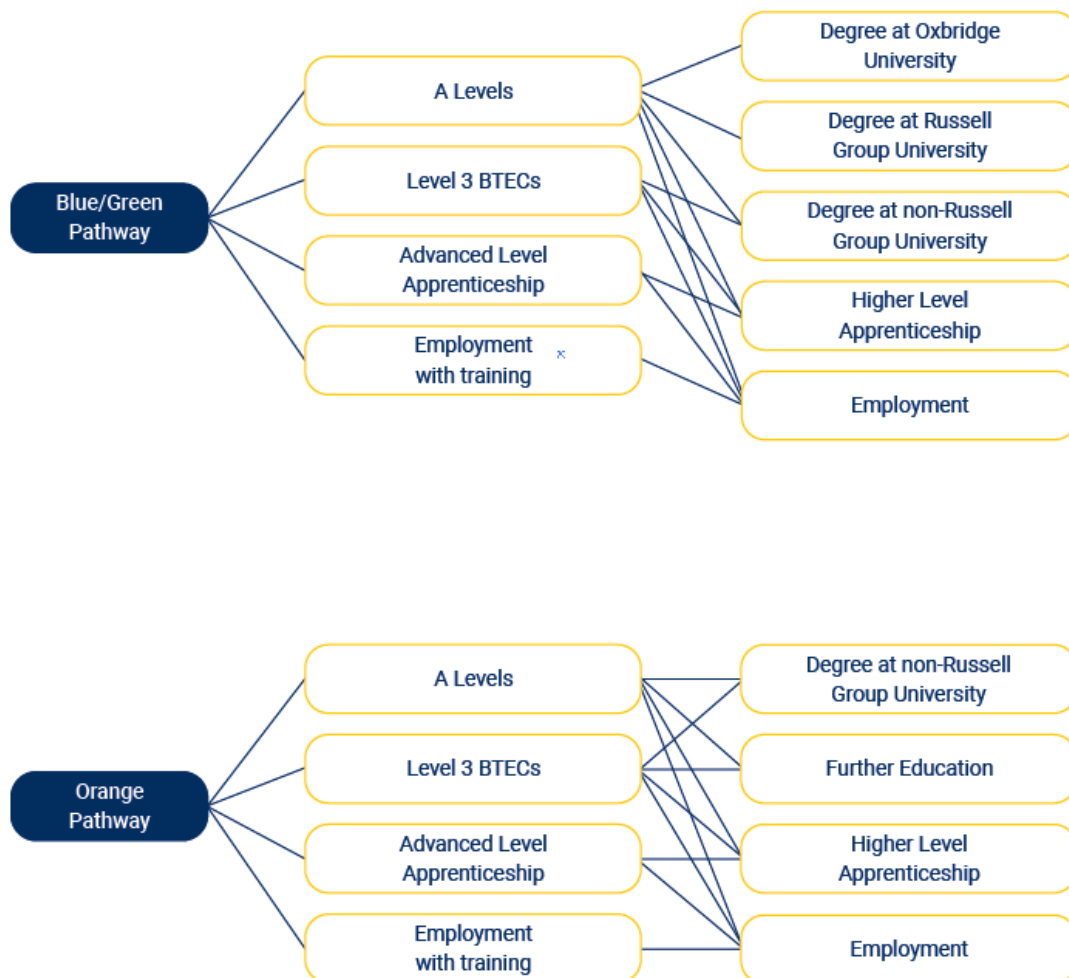 Blue/Green
Pathway
A Levels
Level 3 BTECs
Advanced Level
Apprenticeship
Employment
with training
Degree at Oxbridge
University
Degree at Russell
Group University
Degree at non-Russell
Group University
Higher Level
Apprenticeship
Employment
Orange
Pathway
A Levels
Level 3 BTECs
Advanced Level
Apprenticeship
Employment
with training
Degree at non-Russell
Group University
Further Education
Higher Level
Apprenticeship
Employment